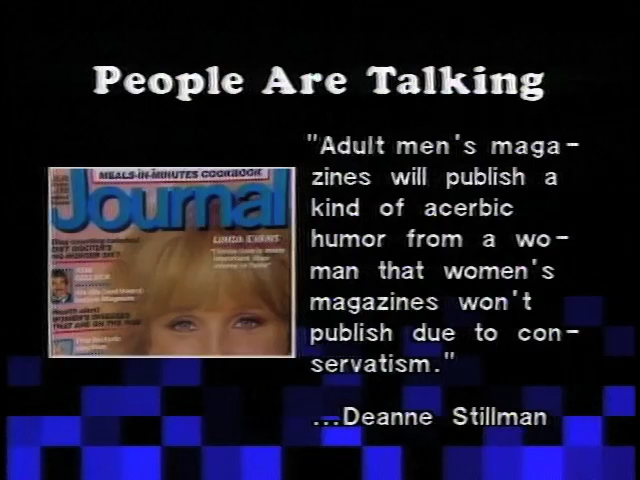 People Are Talking
"Adult men's maga-
zines will publish a
kind of acerbic
humor from a wo-
man that women's
magazines won't
publish due to con-
servatism."
...Deanne Stillman
MEALS-IN-MINUTES COOKBOOK
Journal
LINDA EVANS